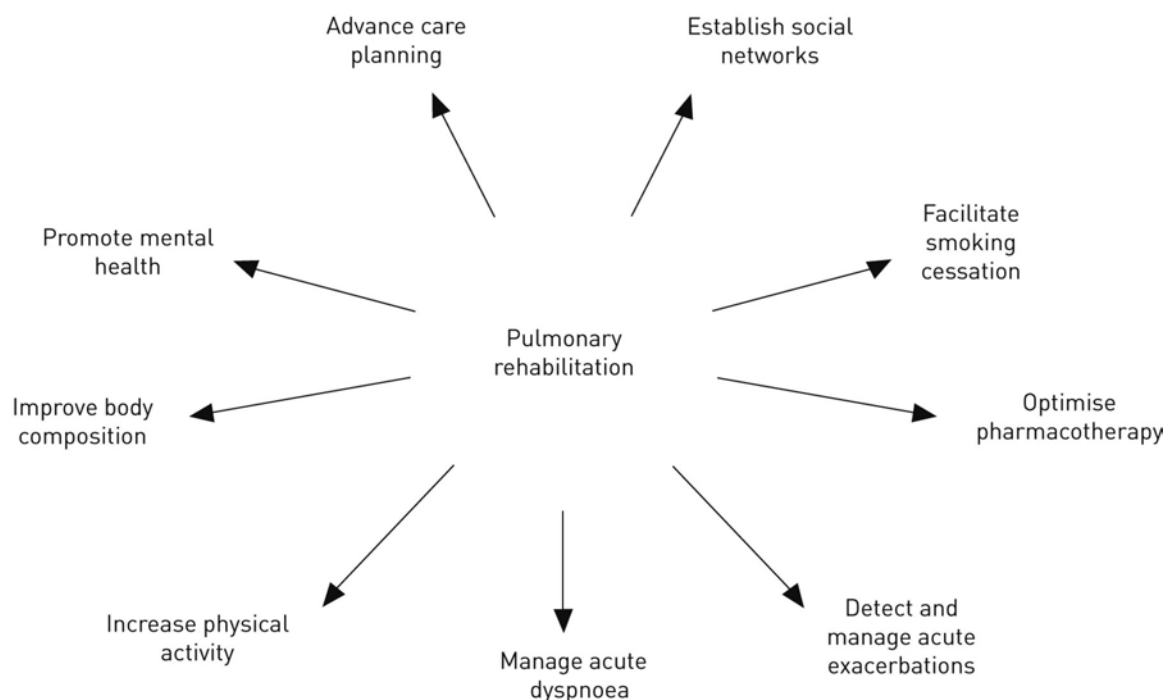 Advance care
planning
Establish social
networks
Promote mental
health
Facilitate
smoking
cessation
Pulmonary
rehabilitation
Improve body
composition
Optimise
pharmacotherapy
Increase physical
activity
Manage acute
dyspnoea
Detect and
manage acute
exacerbations